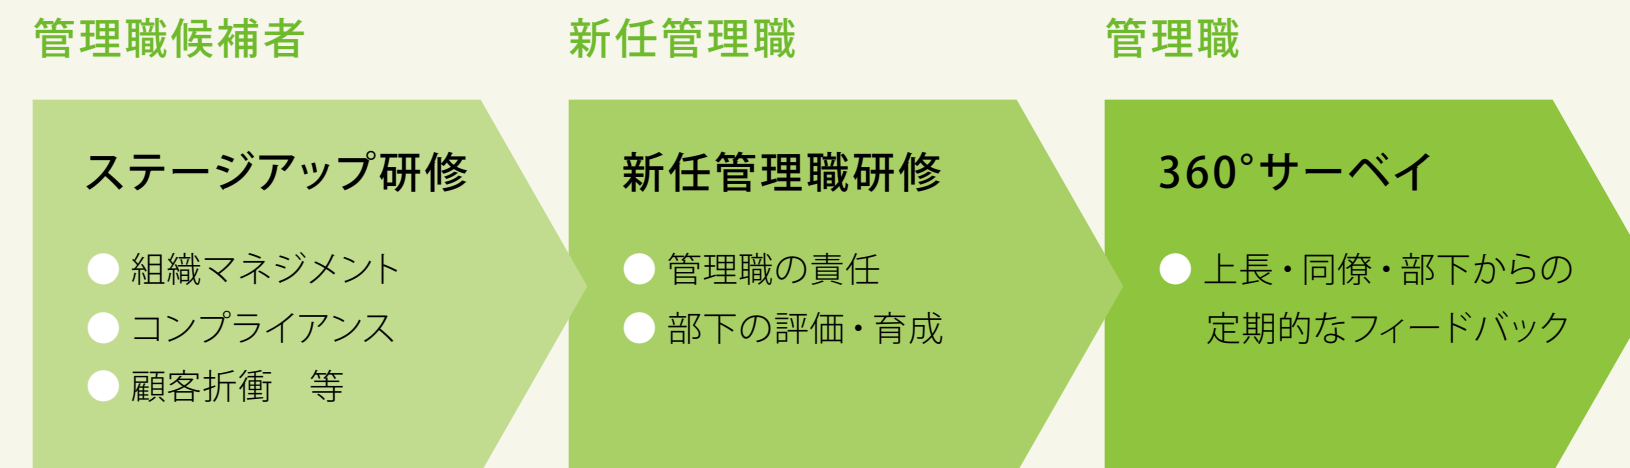 管理職候補者
ステージアップ研修
● 組織マネジメント
● コンプライアンス
● 顧客折衝　等
新任管理職
新任管理職研修
● 管理職の責任
● 部下の評価・育成
管理職
360°サーベイ
● 上長・同僚・部下からの
定期的なフィードバック